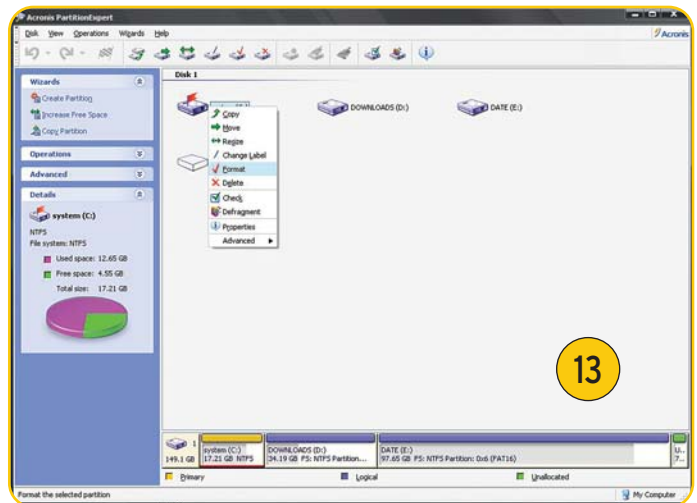 Acronis PartitionExpert
Disk View Operations Wizards Help
Acronis
Wizards
Create Partition
Increase Free Space
Copy Partition
Operations
Advanced
Details
system (C:)
NTFS
File system: NTFS
Used space: 12.65 GB
Free space: 4.55 GB
Total size: 17.21 GB
Disk 1
DOWNLOADS (D:)
DATE (E:)
Copy
Move
Resize
Change Label
Format
Delete
Check
Defragment
Properties
Advanced
13
1
149.1 GB
system (C:)
17.21 GB NTFS
DOWNLOADS (D:)
34.19 GB FS: NTFS Partition...
DATE (E:)
97.65 GB FS: NTFS Partition: 0x6 (FAT16)
U...
7...
Primary
Logical
Unallocated
Format the selected partition
My Computer